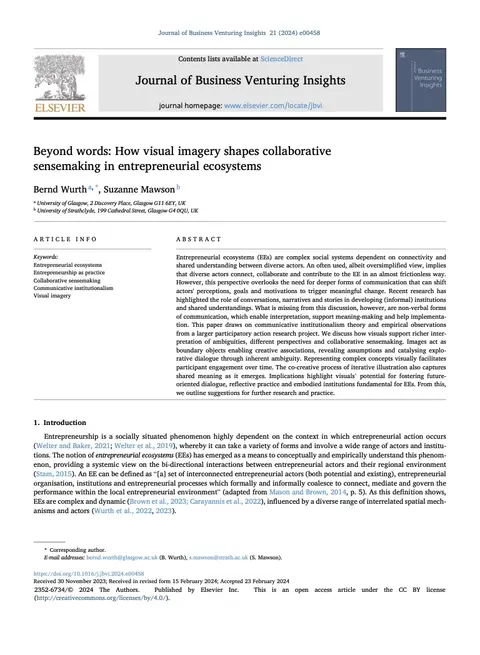 Journal of Business Venturing Insights 21 (2024) e00458
Contents lists available at ScienceDirect
Journal of Business Venturing Insights
journal homepage: www.elsevier.com/locate/jbvi
ELSEVIER
Business
Venturing
Insights
Beyond words: How visual imagery shapes collaborative
sensemaking in entrepreneurial ecosystems
Bernd Wurth a, *, Suzanne Mawson b
a University of Glasgow, 2 Discovery Place, Glasgow G11 6EY, UK
b University of Strathclyde, 199 Cathedral Street, Glasgow G4 0QU, UK
ARTICLE INFO
Keywords:
Entrepreneurial ecosystems
Entrepreneurship as practice
Collaborative sensemaking
Communicative institutionalism
Visual imagery
ABSTRACT
Entrepreneurial ecosystems (EEs) are complex social systems dependent on connectivity and
shared understanding between diverse actors. An often used, albeit oversimplified view, implies
that diverse actors connect, collaborate and contribute to the EE in an almost frictionless way.
However, this perspective overlooks the need for deeper forms of communication that can shift
actors' perceptions, goals and motivations to trigger meaningful change. Recent research has
highlighted the role of conversations, narratives and stories in developing (informal) institutions
and shared understandings. What is missing from this discussion, however, are non-verbal forms
of communication, which enable interpretation, support meaning-making and help implementa-
tion. This paper draws on communicative institutionalism theory and empirical observations
from a larger participatory action research project. We discuss how visuals support richer inter-
pretation of ambiguities, different perspectives and collaborative sensemaking. Images act as
boundary objects enabling creative associations, revealing assumptions and catalysing explo-
rative dialogue through inherent ambiguity. Representing complex concepts visually facilitates
participant engagement over time. The co-creative process of iterative illustration also captures
shared meaning as it emerges. Implications highlight visuals' potential for fostering future-
oriented dialogue, reflective practice and embodied institutions fundamental for EEs. From this,
we outline suggestions for further research and practice.
1. Introduction
Entrepreneurship is a socially situated phenomenon highly dependent on the context in which entrepreneurial action occurs
(Welter and Baker, 2021; Welter et al., 2019), whereby it can take a variety of forms and involve a wide range of actors and institu-
tions. The notion of entrepreneurial ecosystems (EEs) has emerged as a means to conceptually and empirically understand this phenom-
enon, providing a systemic view on the bi-directional interactions between entrepreneurial actors and their regional environment
(Stam, 2015). An EE can be defined as "[a] set of interconnected entrepreneurial actors (both potential and existing), entrepreneurial
organisation, institutions and entrepreneurial processes which formally and informally coalesce to connect, mediate and govern the
performance within the local entrepreneurial environment" (adapted from Mason and Brown, 2014, p. 5). As this definition shows,
EEs are complex and dynamic (Brown et al., 2023; Carayannis et al., 2022), influenced by a diverse range of interrelated spatial mech-
anisms and actors (Wurth et al., 2022, 2023).
* Corresponding author.
E-mail addresses: bernd.wurth@glasgow.ac.uk (B. Wurth), s.mawson@strath.ac.uk (S. Mawson).
https://doi.org/10.1016/j.jbvi.2024.e00458
Received 30 November 2023; Received in revised form 15 February 2024; Accepted 23 February 2024
2352-6734/© 2024 The Authors. Published by Elsevier Inc. This is an open access article under the CC BY license
(http://creativecommons.org/licenses/by/4.0/).